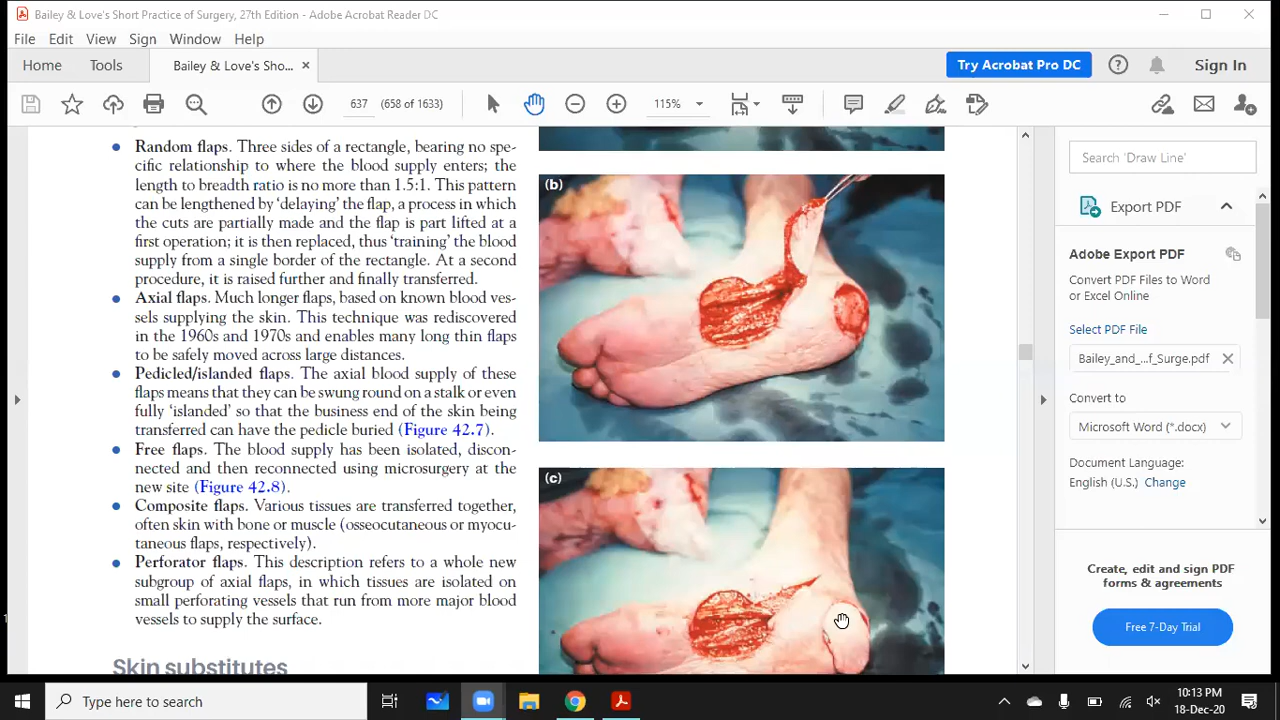 Bailey & Love's Short Practice of Surgery, 27th Edition - Adobe Acrobat Reader DC
File Edit View Sign Window Help
Home Tools Bailey & Love's Sho... × Try Acrobat Pro DC Sign In
637 (658 of 1633) 115%
Random flaps. Three sides of a rectangle, bearing no spe-
cific relationship to where the blood supply enters; the
length to breadth ratio is no more than 1.5:1. This pattern
can be lengthened by 'delaying' the flap, a process in which
the cuts are partially made and the flap is part lifted at a
first operation; it is then replaced, thus 'training' the blood
supply from a single border of the rectangle. At a second
procedure, it is raised further and finally transferred.
Axial flaps. Much longer flaps, based on known blood ves-
sels supplying the skin. This technique was rediscovered
in the 1960s and 1970s and enables many long thin flaps
to be safely moved across large distances.
Pedicled/islanded flaps. The axial blood supply of these
flaps means that they can be swung round on a stalk or even
fully 'islanded' so that the business end of the skin being
transferred can have the pedicle buried (Figure 42.7).
Free flaps. The blood supply has been isolated, discon-
nected and then reconnected using microsurgery at the
new site (Figure 42.8).
Composite flaps. Various tissues are transferred together,
often skin with bone or muscle (osseocutaneous or myocu-
taneous flaps, respectively).
Perforator flaps. This description refers to a whole new
subgroup of axial flaps, in which tissues are isolated on
small perforating vessels that run from more major blood
vessels to supply the surface.
Skin substitutes
(b)
(c)
Search 'Draw Line'
Export PDF
Adobe Export PDF
Convert PDF Files to Word
or Excel Online
Select PDF File
Bailey_and_...f_Surge.pdf
Convert to
Microsoft Word (*.docx)
Document Language:
English (U.S.) Change
Create, edit and sign PDF
forms & agreements
Free 7-Day Trial
Type here to search
10:13 PM
18-Dec-20